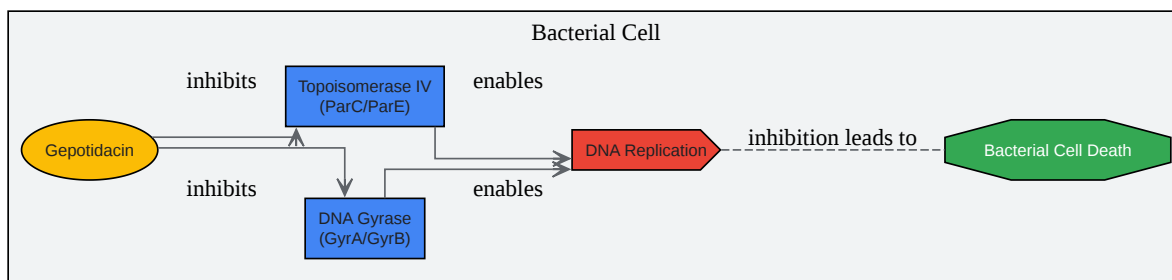 Bacterial Cell
inhibits
Topoisomerase IV
(ParC/ParE)
enables
Gepotidacin
DNA Replication
inhibition leads to
Bacterial Cell Death
inhibits
DNA Gyrase
(GyrA/GyrB)
enables